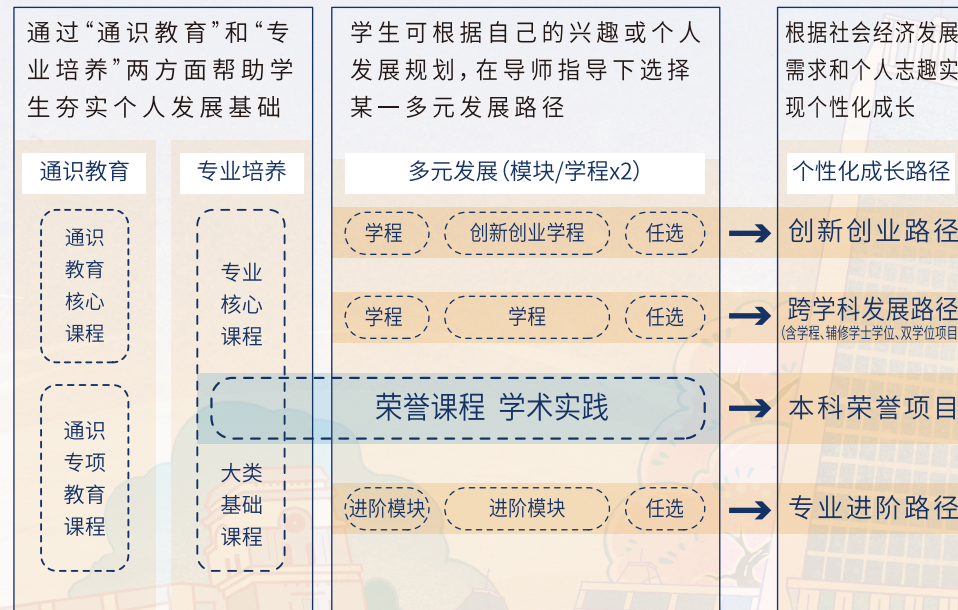 通过“通识教育”和“专
业培养”两方面帮助学
生夯实个人发展基础
通识教育
专业培养
通识
教育
核心
课程
通识
专项
教育
课程
专业
核心
课程
大类
基础
课程
学生可根据自己的兴趣或个人
发展规划，在导师指导下选择
某一多元发展路径
多元发展（模块/学程x2）
学程
创新创业学程
任选
学程
学程
任选
荣誉课程 学术实践
进阶模块
进阶模块
任选
根据社会经济发展
需求和个人志趣实
现个性化成长
个性化成长路径
创新创业路径
跨学科发展路径
（含学程、辅修学士学位、双学位项目
本科荣誉项目
专业进阶路径